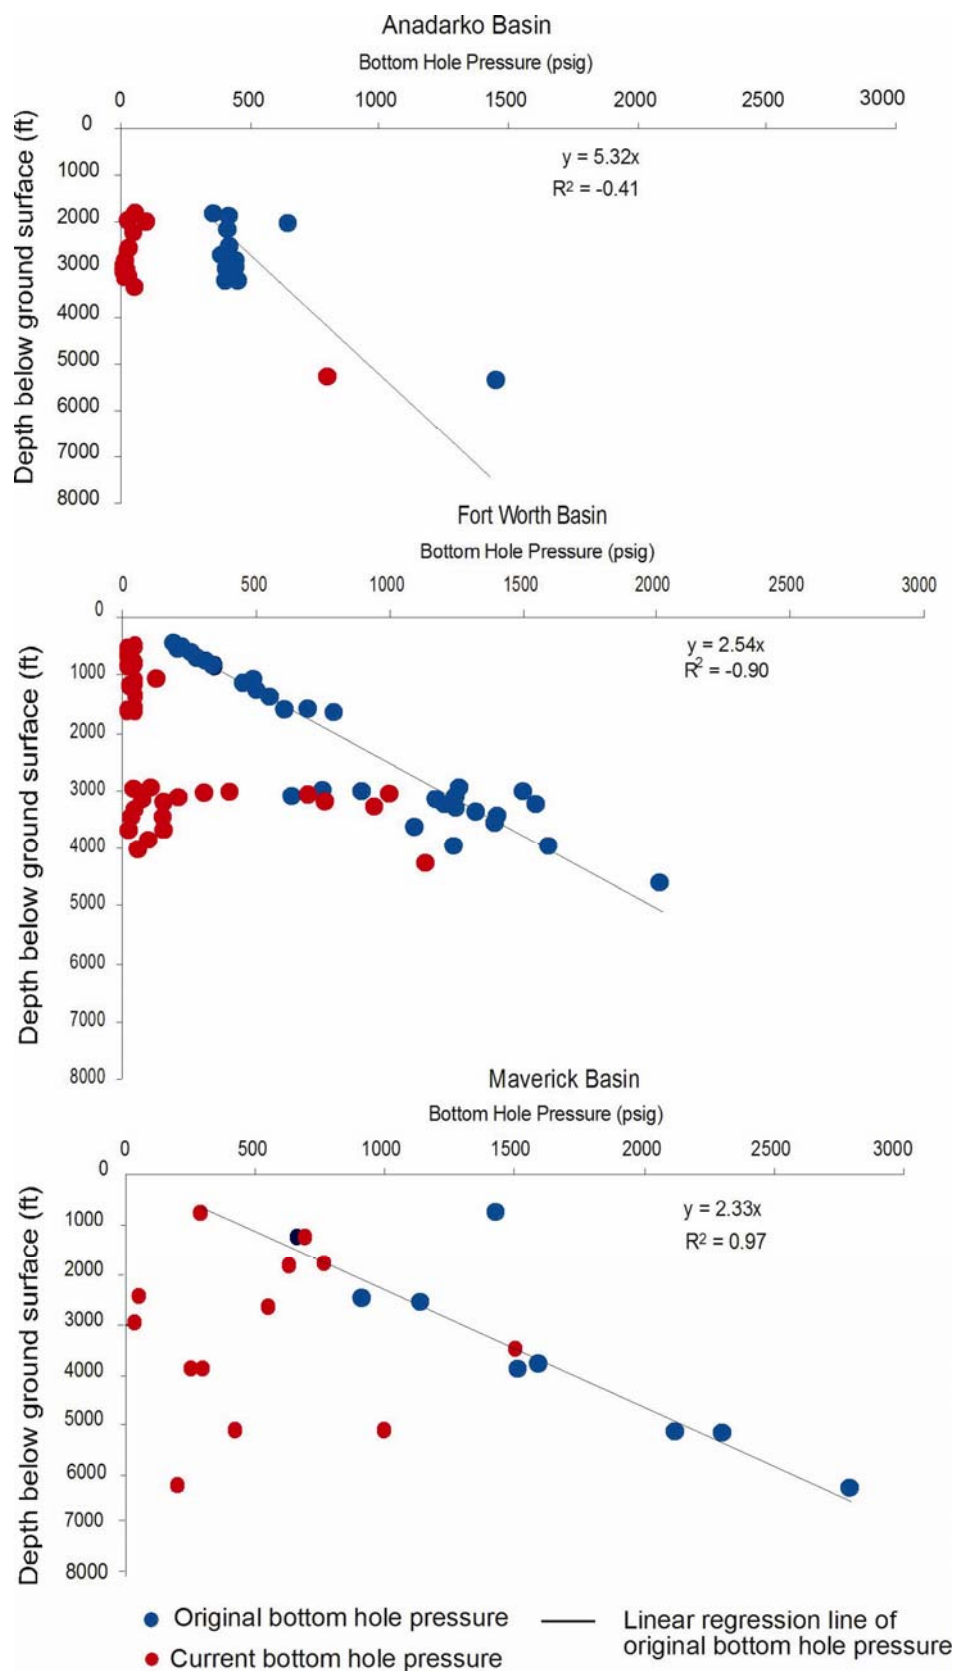 Anadarko Basin
Bottom Hole Pressure (psig)
0 500 1000 1500 2000 2500 3000
Depth below ground surface (ft)
0
1000
2000
3000
4000
5000
6000
7000
8000
y = 5.32x
R² = -0.41
Fort Worth Basin
Bottom Hole Pressure (psig)
0 500 1000 1500 2000 2500 3000
Depth below ground surface (ft)
0
1000
2000
3000
4000
5000
6000
7000
8000
y = 2.54x
R² = -0.90
Maverick Basin
Bottom Hole Pressure (psig)
0 500 1000 1500 2000 2500 3000
Depth below ground surface (ft)
0
1000
2000
3000
4000
5000
6000
7000
8000
y = 2.33x
R² = 0.97
Original bottom hole pressure
Current bottom hole pressure
Linear regression line of
original bottom hole pressure